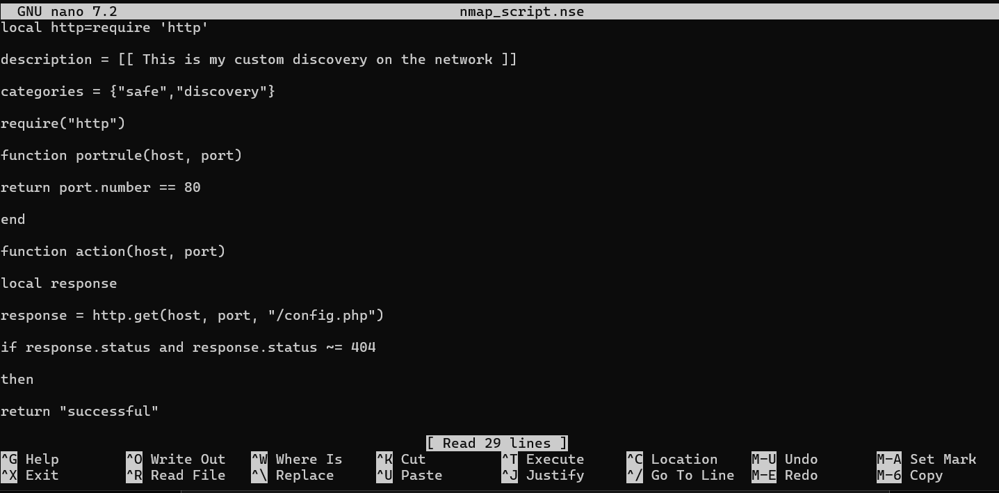 GNU nano 7.2 nmap_script.nse
local http=require 'http'
description = [[ This is my custom discovery on the network ]]
categories = {"safe","discovery"}
require("http")
function portrule(host, port)
return port.number == 80
end
function action(host, port)
local response
response = http.get(host, port, "/config.php")
if response.status and response.status ~= 404
then
return "successful"
[ Read 29 lines ]
^G Help ^O Write Out ^W Where Is ^K Cut ^T Execute ^C Location M-U Undo M-A Set Mark
^X Exit ^R Read File ^\ Replace ^U Paste ^J Justify ^/ Go To Line M-E Redo M-6 Copy